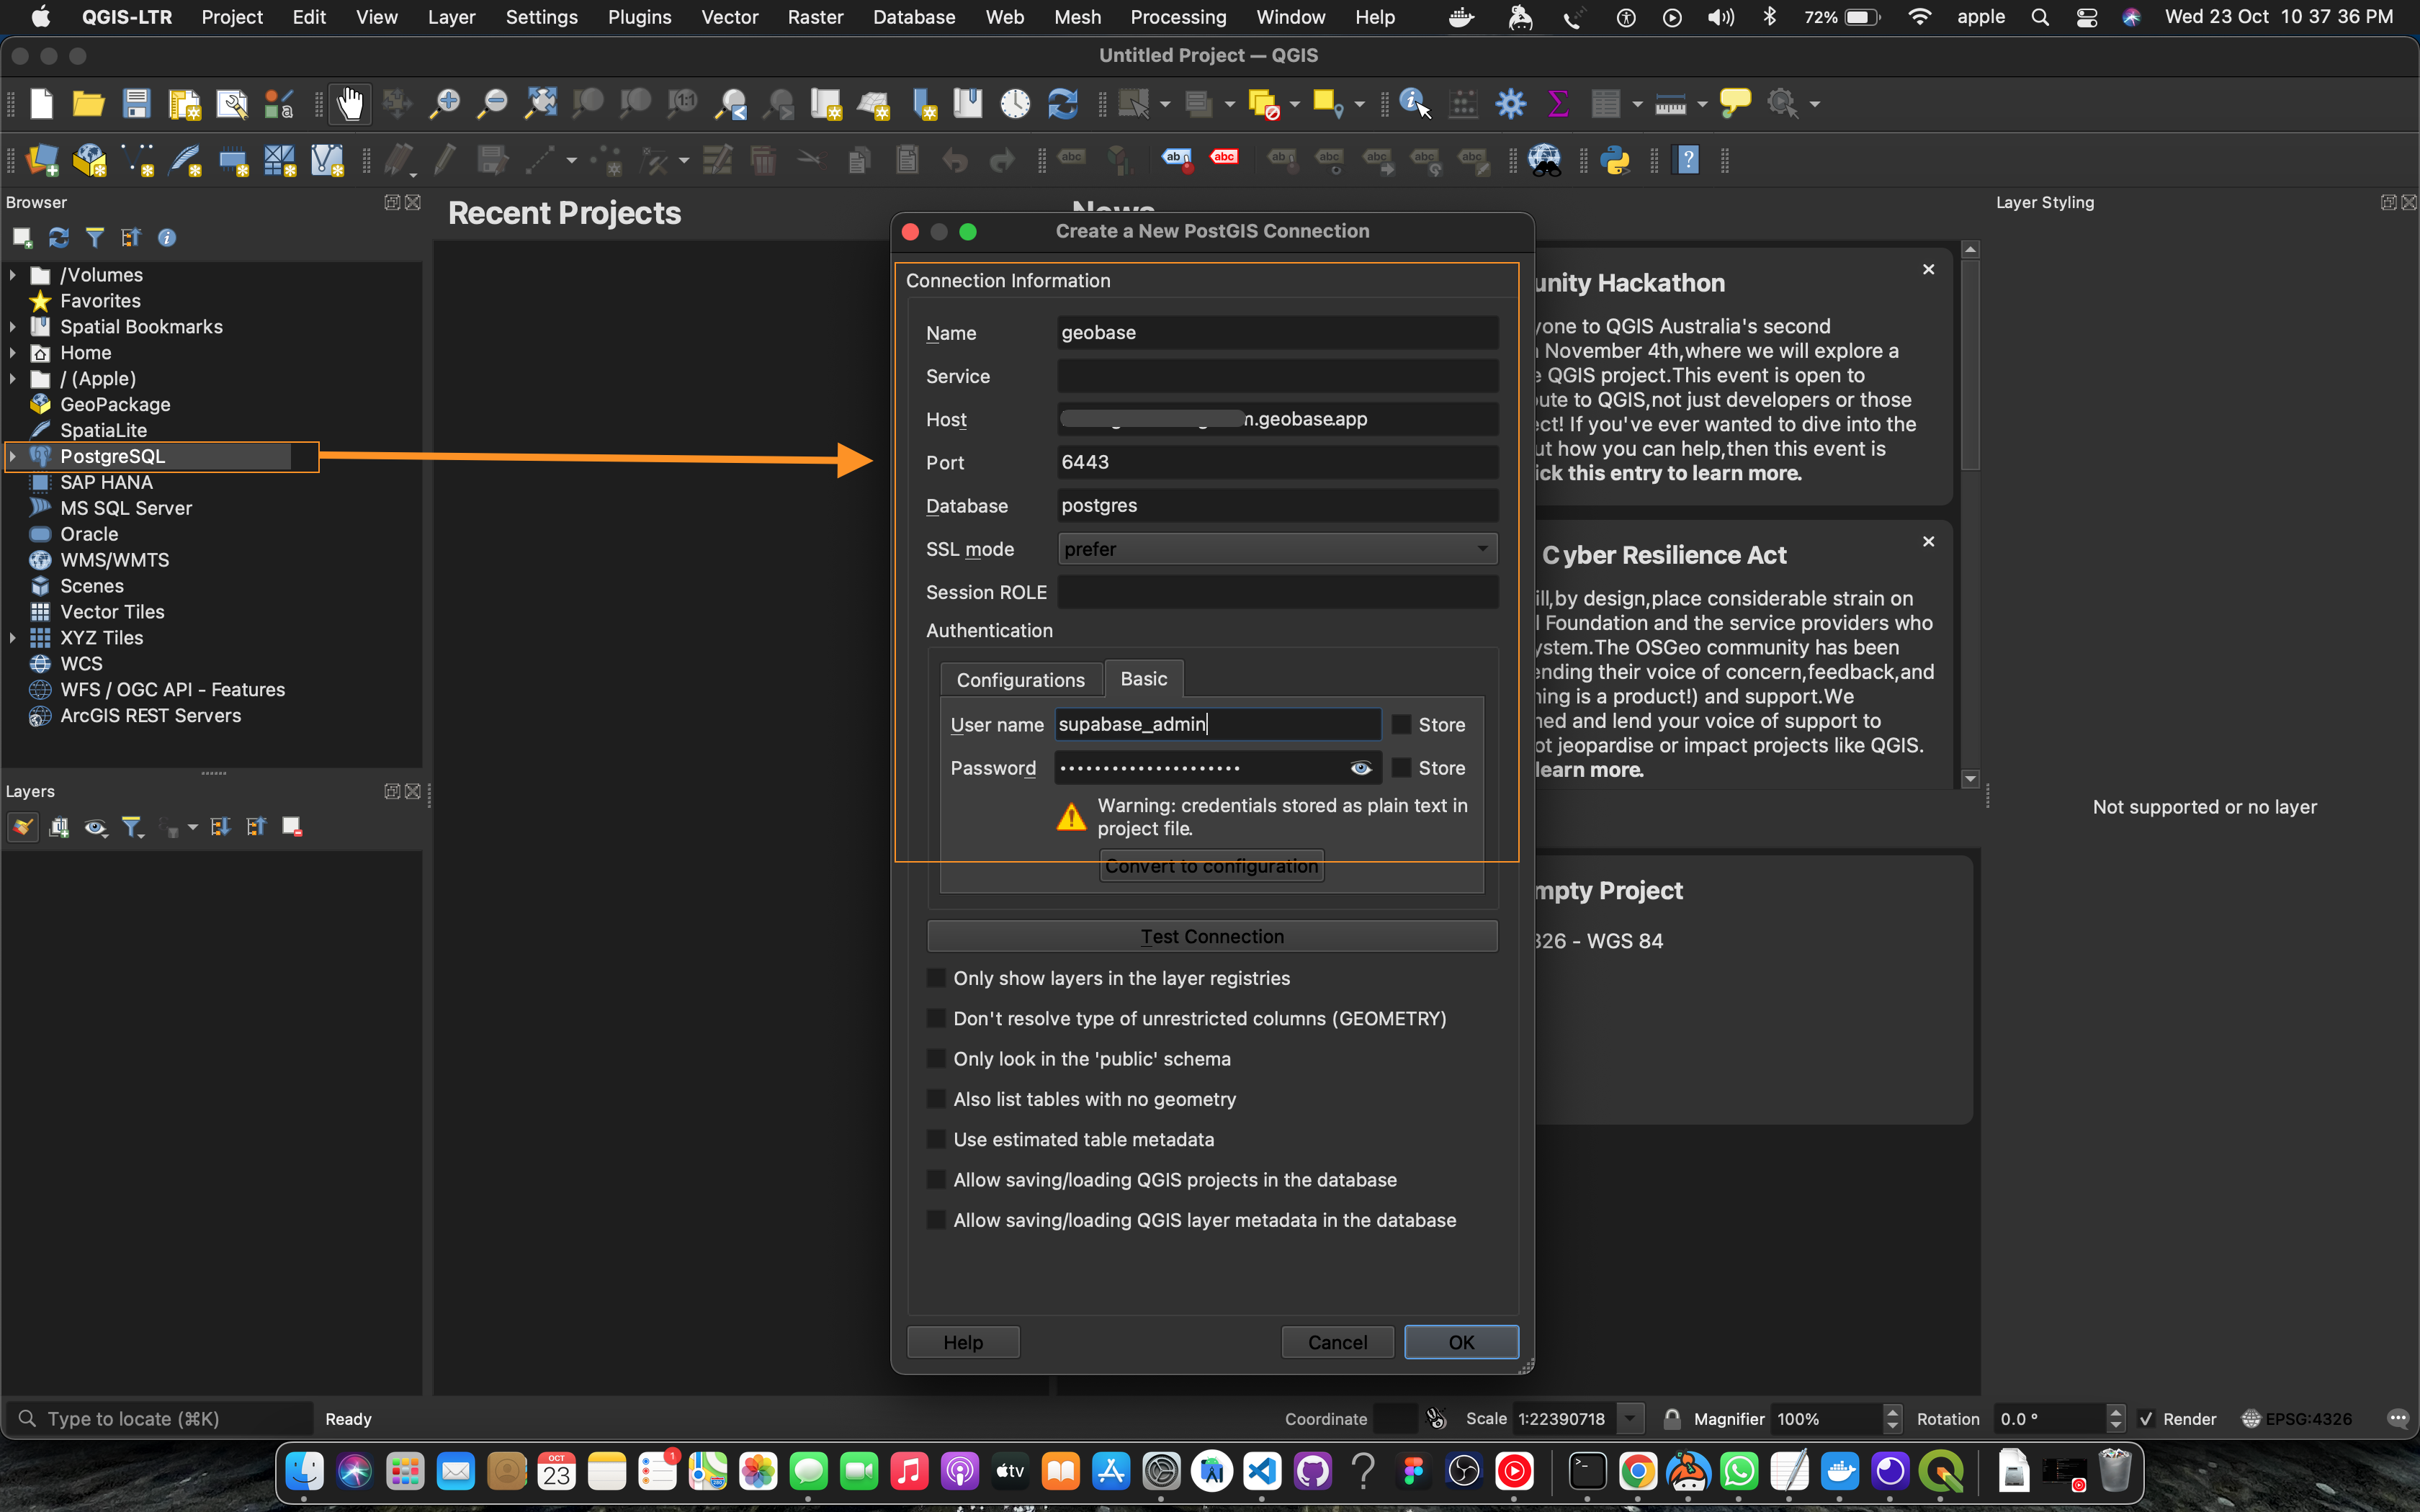 QGIS-LTR Project Edit View Layer Settings Plugins Vector Raster Database Web Mesh Processing Window Help 72% apple Wed 23 Oct 10 37 36 PM
Untitled Project — QGIS
Browser
/Volumes
Favorites
Spatial Bookmarks
Home
/ (Apple)
GeoPackage
SpatiaLite
PostgreSQL
SAP HANA
MS SQL Server
Oracle
WMS/WMTS
Scenes
Vector Tiles
XYZ Tiles
WCS
WFS / OGC API - Features
ArcGIS REST Servers
Layers
Recent Projects
News
Create a New PostGIS Connection
Connection Information
Name geobase
Service
Host n.geobase.app
Port 6443
Database postgres
SSL mode prefer
Session ROLE
Authentication
Configurations Basic
User name supabase_admin Store
Password ••••••••••••••••••••• Store
Warning: credentials stored as plain text in
project file.
Convert to configuration
Test Connection
Only show layers in the layer registries
Don't resolve type of unrestricted columns (GEOMETRY)
Only look in the 'public' schema
Also list tables with no geometry
Use estimated table metadata
Allow saving/loading QGIS projects in the database
Allow saving/loading QGIS layer metadata in the database
Help Cancel OK
unity Hackathon
yone to QGIS Australia's second
November 4th,where we will explore a
QGIS project.This event is open to
ute to QGIS,not just developers or those
ct! If you've ever wanted to dive into the
ut how you can help,then this event is
ick this entry to learn more.
Cyber Resilience Act
ill,by design,place considerable strain on
Foundation and the service providers who
ystem.The OSGeo community has been
ending their voice of concern,feedback,and
ning is a product!) and support.We
ned and lend your voice of support to
ot jeopardise or impact projects like QGIS.
learn more.
mpty Project
326 - WGS 84
Layer Styling
Not supported or no layer
Type to locate (⌘K) Ready Coordinate Scale 1:22390718 Magnifier 100% Rotation 0.0 ° Render EPSG:4326
OCT
23
1
tv